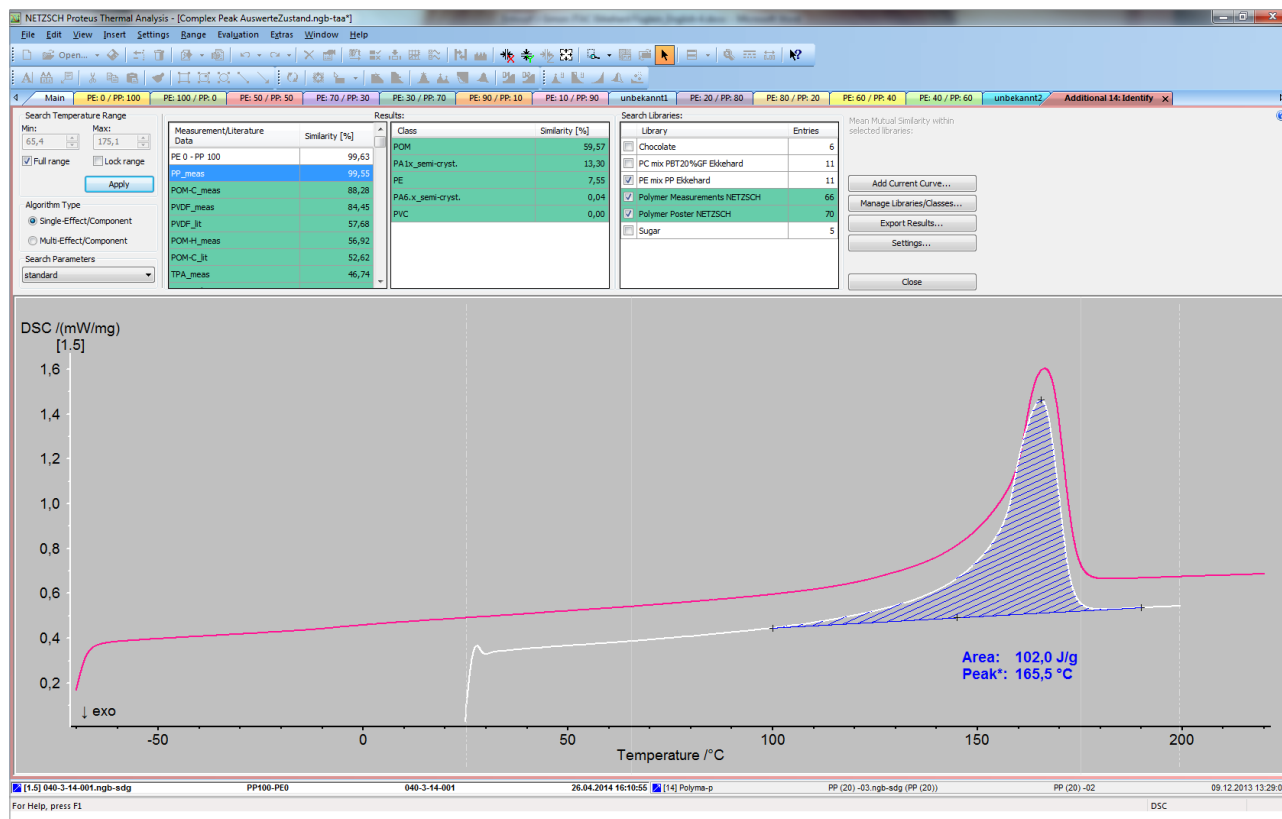 NETZSCH Proteus Thermal Analysis - [Complex Peak AuswerteZustand.ngb-taa*]
File Edit View Insert Settings Range Evaluation Extras Window Help
Open...
Main PE: 0 / PP: 100 PE: 100 / PP: 0 PE: 50 / PP: 50 PE: 70 / PP: 30 PE: 30 / PP: 70 PE: 90 / PP: 10 PE: 10 / PP: 90 unbekannt1 PE: 20 / PP: 80 PE: 80 / PP: 20 PE: 60 / PP: 40 PE: 40 / PP: 60 unbekannt2 Additional 14: Identify x
Search Temperature Range
Min: Max:
65,4 175,1
Full range Lock range
Apply
Algorithm Type
Single-Effect/Component
Multi-Effect/Component
Search Parameters
standard
Results:
Measurement/Literature Data Similarity [%]
PE 0 - PP 100 99,63
PP_meas 99,55
POM-C_meas 88,28
PVDF_meas 84,45
PVDF_lit 57,68
POM-H_meas 56,92
POM-C_lit 52,62
TPA_meas 46,74
Class Similarity [%]
POM 59,57
PA1x_semi-cryst. 13,30
PE 7,55
PA6.x_semi-cryst. 0,04
PVC 0,00
Search Libraries:
Library Entries
Chocolate 6
PC mix PBT20%GF Ekkehard 11
PE mix PP Ekkehard 11
Polymer Measurements NETZSCH 66
Polymer Poster NETZSCH 70
Sugar 5
Mean Mutual Similarity within
selected libraries:
Add Current Curve...
Manage Libraries/Classes...
Export Results...
Settings...
Close
DSC /(mW/mg)
[1.5]
1,6
1,4
1,2
1,0
0,8
0,6
0,4
0,2
↓ exo
Area: 102,0 J/g
Peak*: 165,5 °C
-50 0 50 100 150 200
Temperature /°C
[1.5] 040-3-14-001.ngb-sdg PP100-PE0 040-3-14-001 26.04.2014 16:10:55 [14] Polyma-p PP (20) -03.ngb-sdg (PP (20)) PP (20) -02 09.12.2013 13:29:0
For Help, press F1
DSC